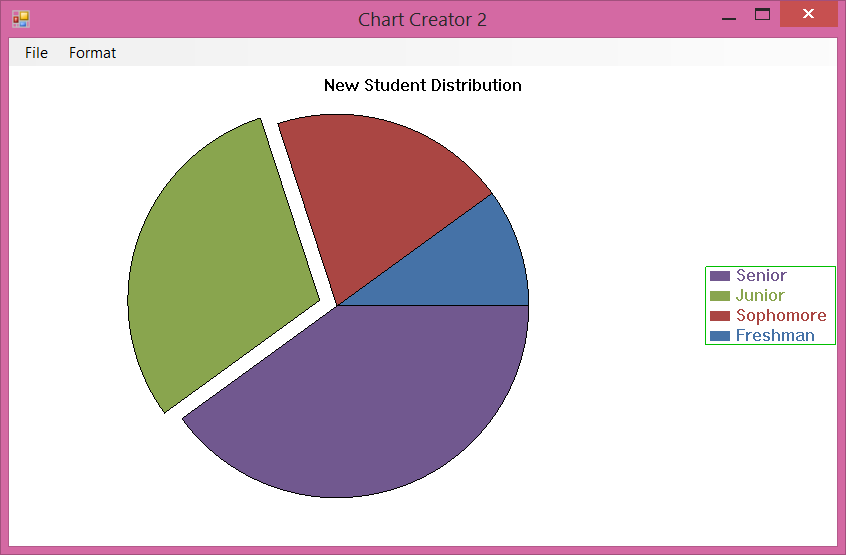 Chart Creator 2
File Format
New Student Distribution
Senior
Junior
Sophomore
Freshman